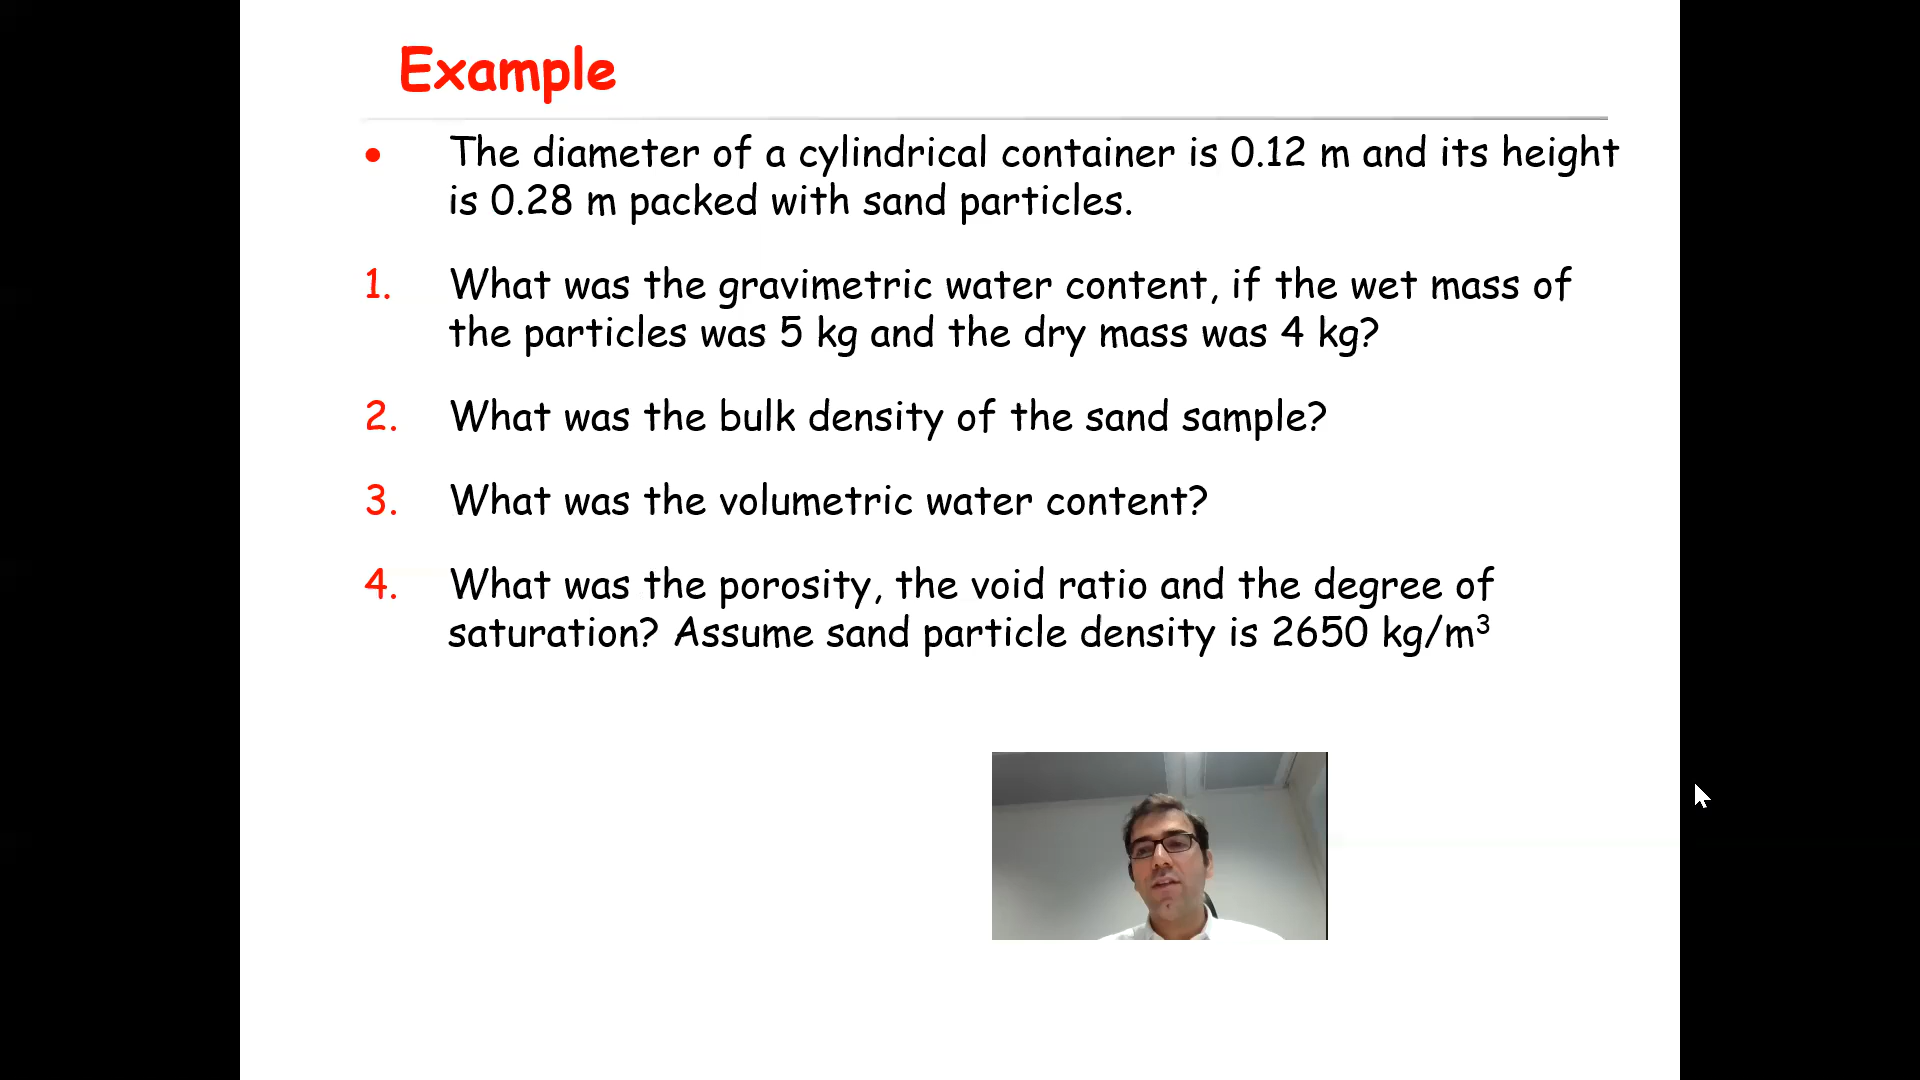 Example
• The diameter of a cylindrical container is 0.12 m and its height
is 0.28 m packed with sand particles.
1. What was the gravimetric water content, if the wet mass of
the particles was 5 kg and the dry mass was 4 kg?
2. What was the bulk density of the sand sample?
3. What was the volumetric water content?
4. What was the porosity, the void ratio and the degree of
saturation? Assume sand particle density is 2650 kg/m³